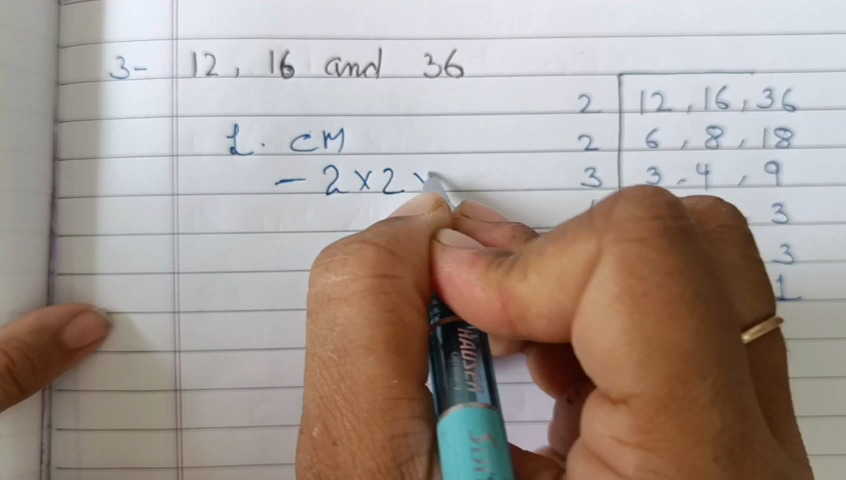 3- 12, 16 and 36
L. CM
- 2 x 2 x
2 | 12, 16, 36
2 | 6, 8, 18
3 | 3, 4, 9
3
3
1
HAUSER